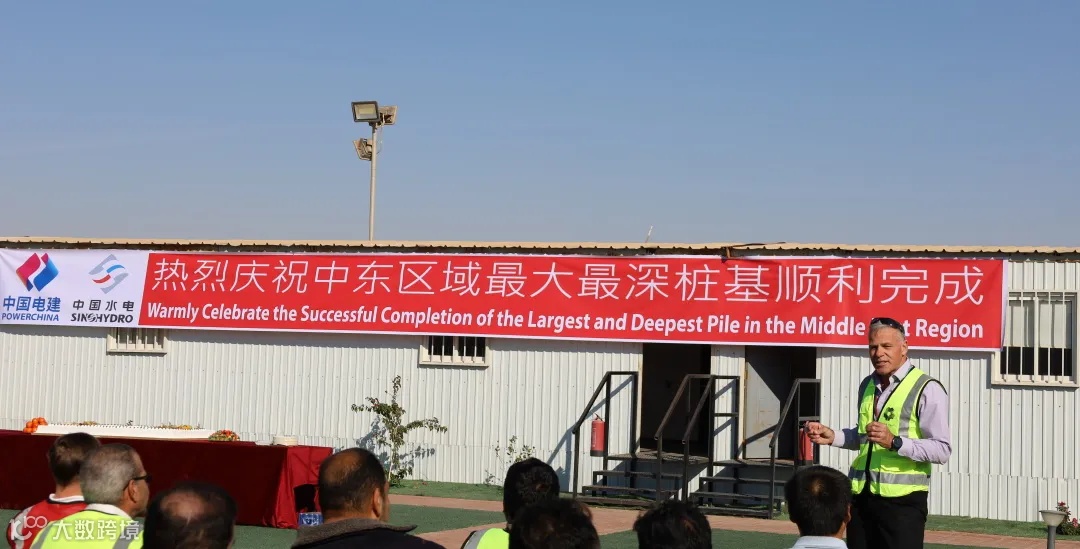 热烈庆祝中东区域最大最深桩基顺利完成
Warmly Celebrate the Successful Completion of the Largest and Deepest Pile in the Middle East Region
中国电建
POWERCHINA
中国水电
SINOHYDRO
大数跨境